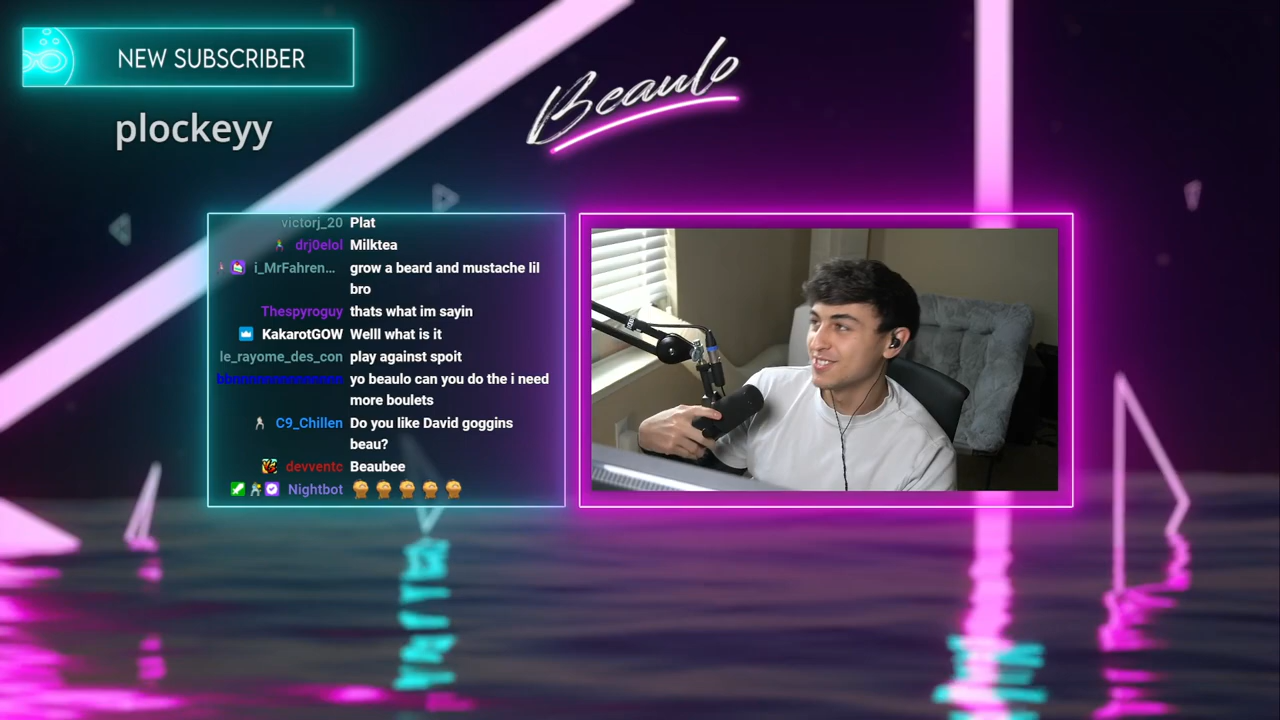 NEW SUBSCRIBER
plockeyy
Beaulo
victorj_20 Plat
drj0elol Milktea
i_MrFahren... grow a beard and mustache lil
bro
Thespyroguy thats what im sayin
KakarotGOW Welll what is it
le_rayome_des_con play against spoit
yo beaulo can you do the i need
more boulets
C9_Chillen Do you like David goggins
beau?
devventc Beaubee
Nightbot